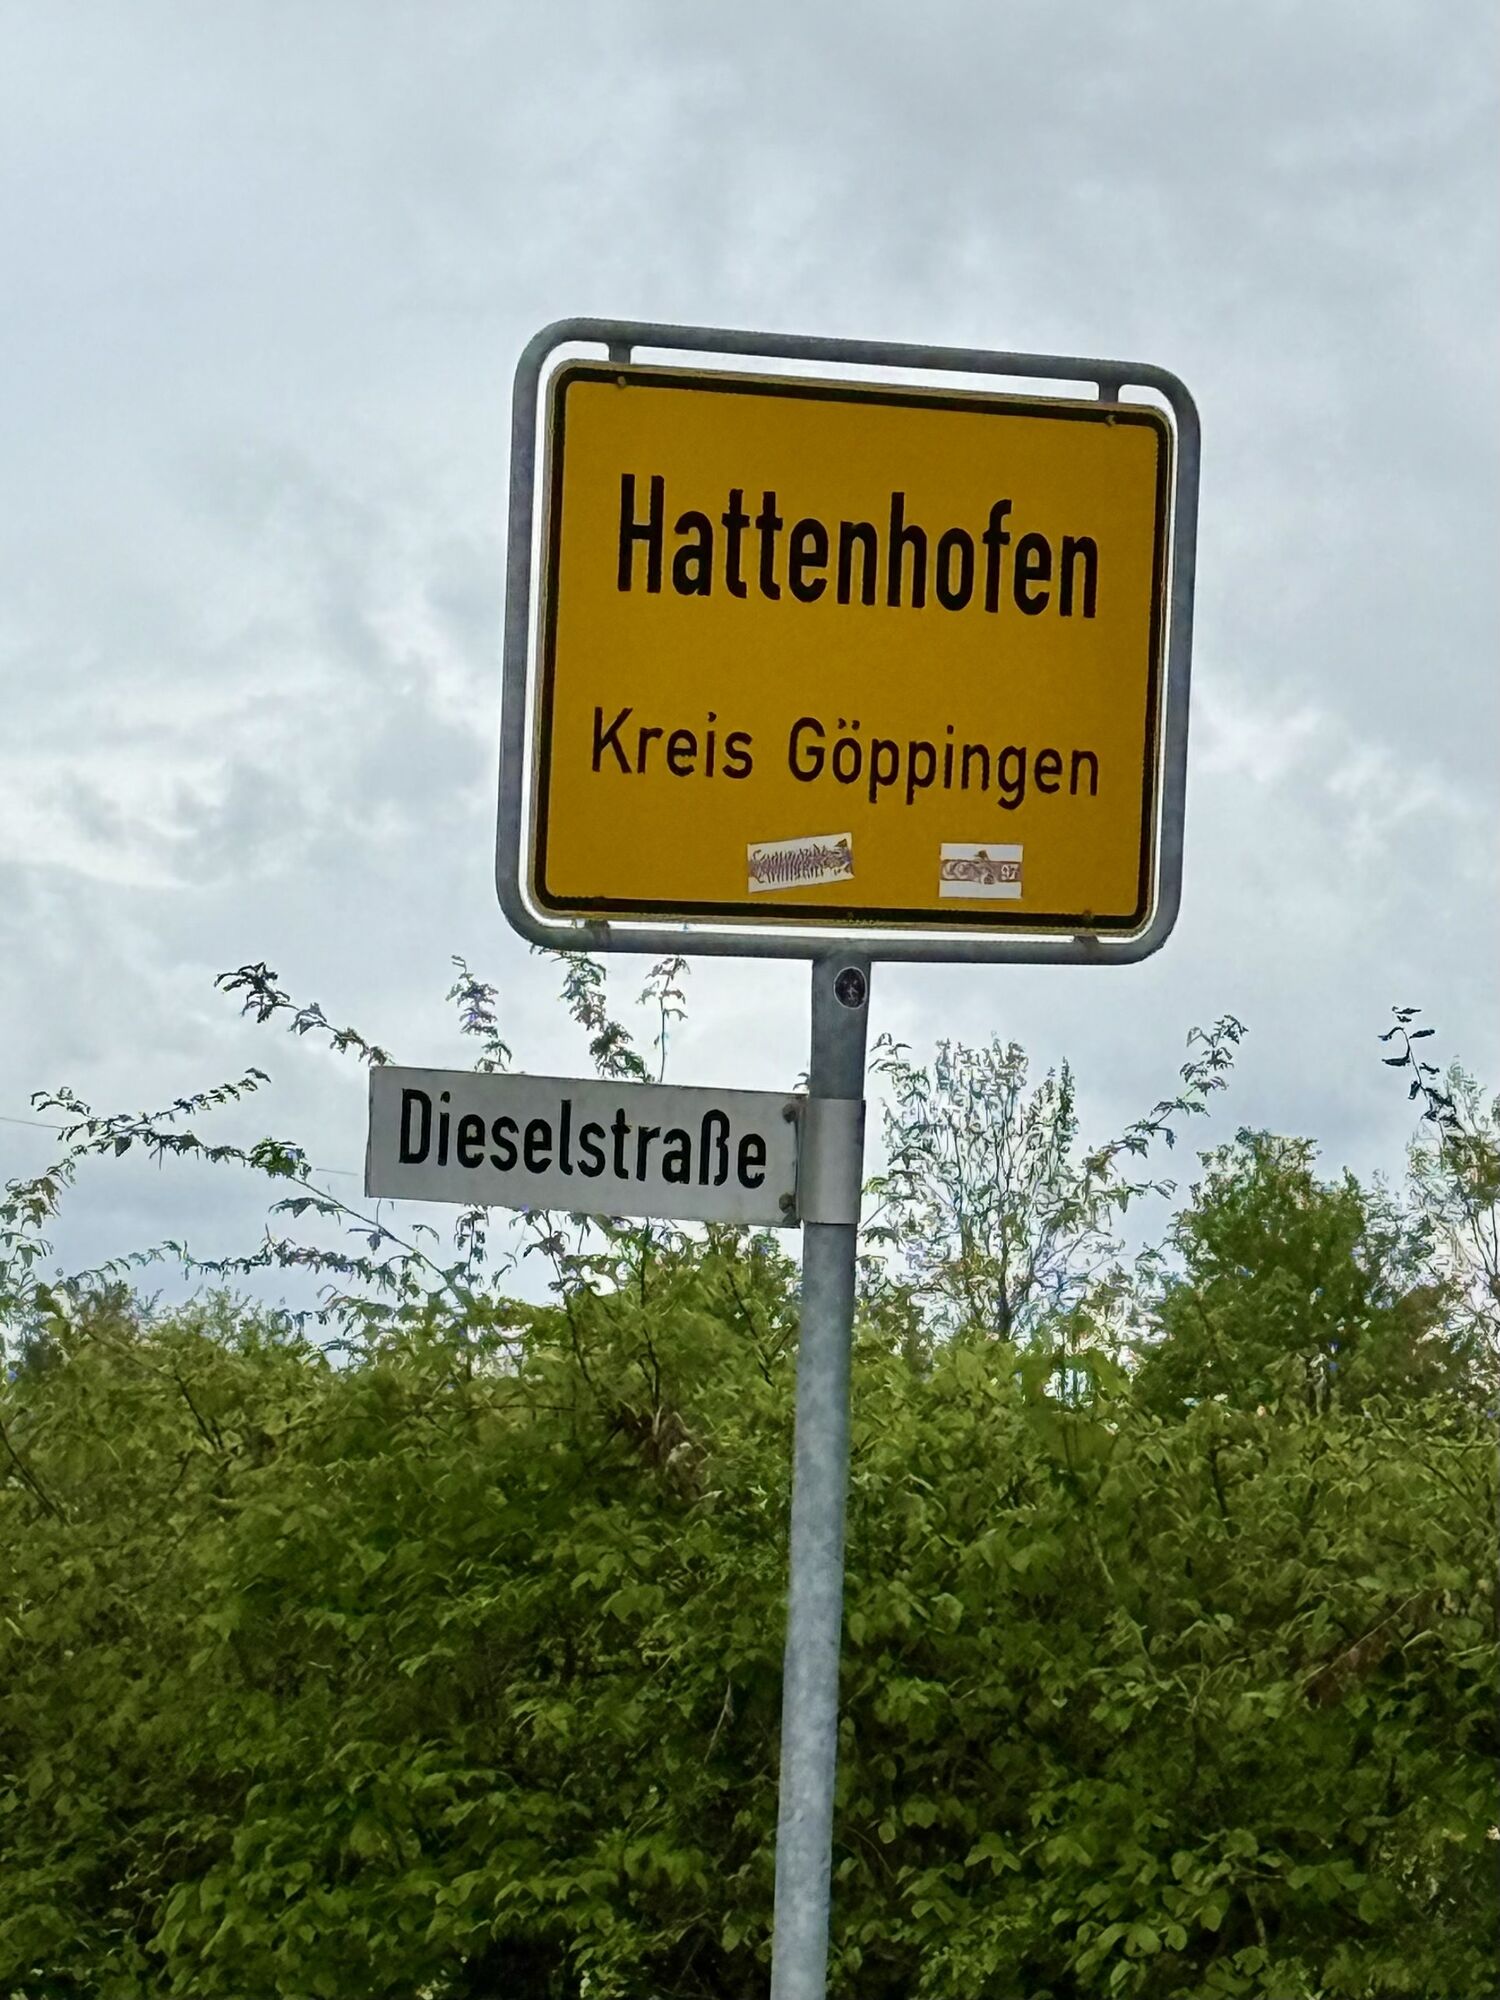 Hattenhofen
Kreis Göppingen
Dieselstraße